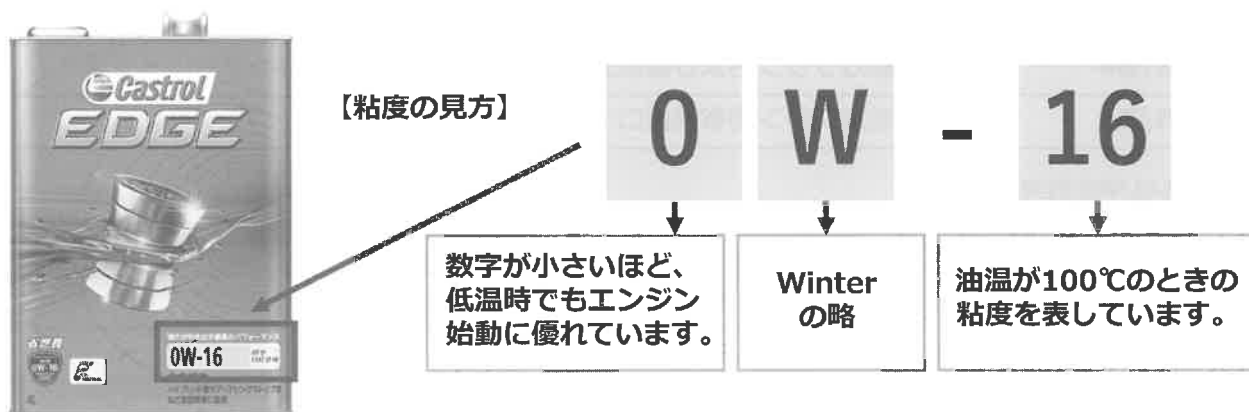 Castrol
EDGE
0W-16
0W-16
4L
【粘度の見方】
0 W - 16
数字が小さいほど、
低温時でもエンジン
始動に優れています。
Winter
の略
油温が100℃のときの
粘度を表しています。